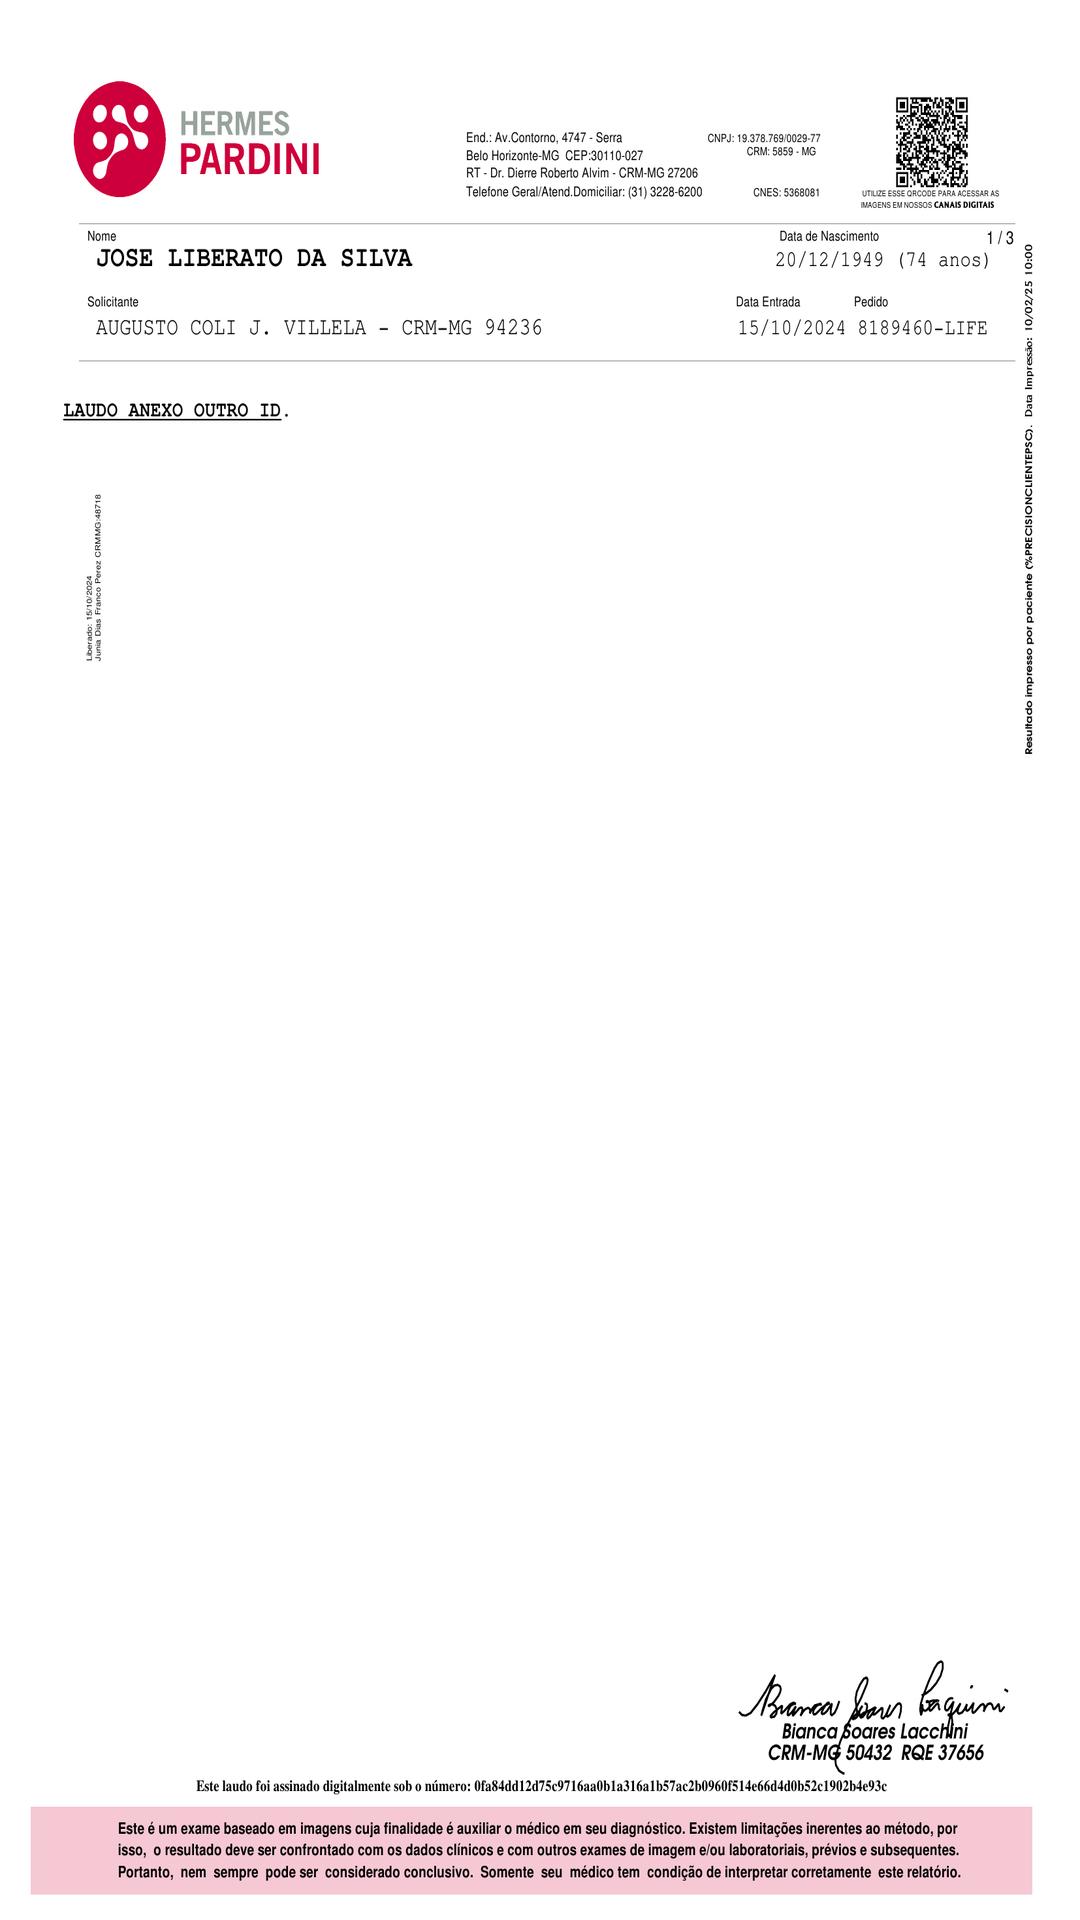 HERMES
PARDINI
End.: Av.Contorno, 4747 - Serra
Belo Horizonte-MG CEP:30110-027
RT - Dr. Dierre Roberto Alvim - CRM-MG 27206
Telefone Geral/Atend.Domiciliar: (31) 3228-6200
CNPJ: 19.378.769/0029-77
CRM: 5859 - MG
CNES: 5368081
UTILIZE ESSE QRCODE PARA ACESSAR AS
IMAGENS EM NOSSOS CANAIS DIGITAIS
Nome
JOSE LIBERATO DA SILVA
Data de Nascimento
1 / 3
20/12/1949 (74 anos)
Solicitante
AUGUSTO COLI J. VILLELA - CRM-MG 94236
Data Entrada Pedido
15/10/2024 8189460-LIFE
Resultado impresso por paciente (%PRECISIONCLIENTEPSC). Data Impressão: 10/02/25 10:00
LAUDO ANEXO OUTRO ID.
Liberado: 15/10/2024
Junia Dias Franco Perez CRMMG:48718
Bianca Soares Laquini
Bianca Soares Lacchini
CRM-MG 50432 RQE 37656
Este laudo foi assinado digitalmente sob o número: 0fa84dd12d75c9716aa0b1a316a1b57ac2b0960f514e66d4d0b52c1902b4e93c
Este é um exame baseado em imagens cuja finalidade é auxiliar o médico em seu diagnóstico. Existem limitações inerentes ao método, por
isso, o resultado deve ser confrontado com os dados clínicos e com outros exames de imagem e/ou laboratoriais, prévios e subsequentes.
Portanto, nem sempre pode ser considerado conclusivo. Somente seu médico tem condição de interpretar corretamente este relatório.